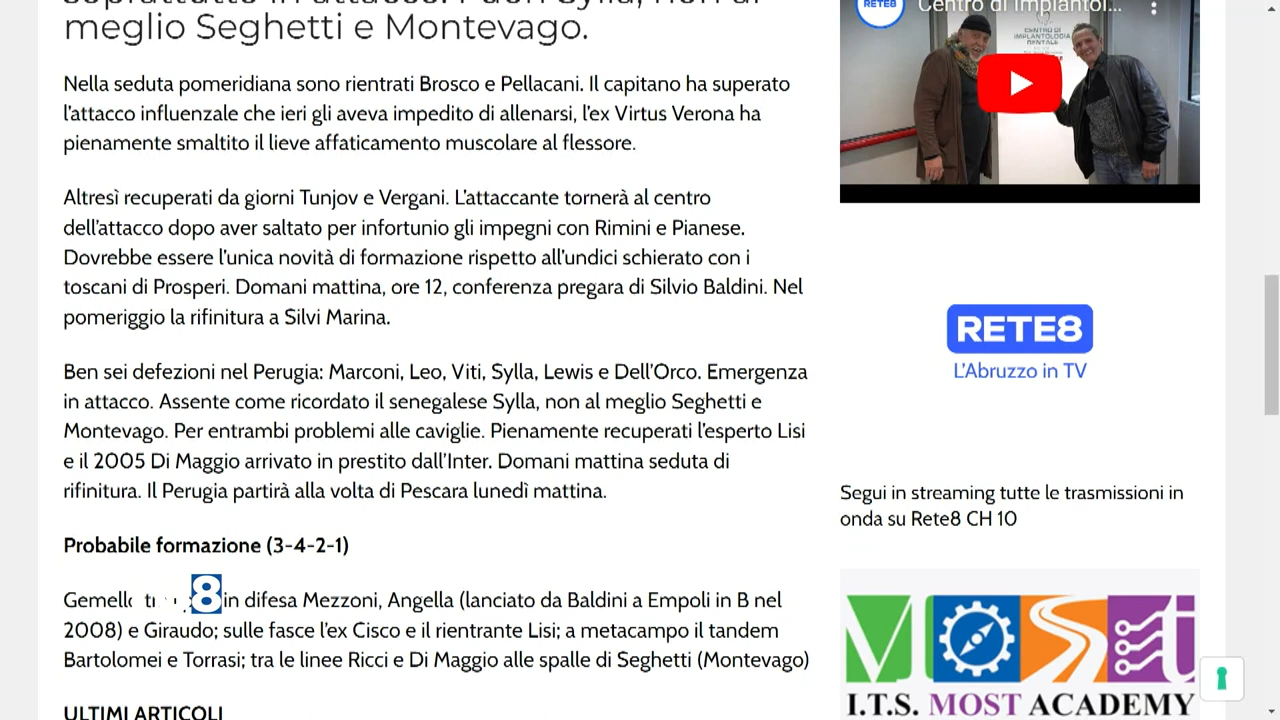 meglio Seghetti e Montevago.
Nella seduta pomeridiana sono rientrati Brosco e Pellacani. Il capitano ha superato
l'attacco influenzale che ieri gli aveva impedito di allenarsi, l'ex Virtus Verona ha
pienamente smaltito il lieve affaticamento muscolare al flessore.
Altresì recuperati da giorni Tunjov e Vergani. L'attaccante tornerà al centro
dell'attacco dopo aver saltato per infortunio gli impegni con Rimini e Pianese.
Dovrebbe essere l'unica novità di formazione rispetto all'undici schierato con i
toscani di Prosperi. Domani mattina, ore 12, conferenza pregara di Silvio Baldini. Nel
pomeriggio la rifinitura a Silvi Marina.
Ben sei defezioni nel Perugia: Marconi, Leo, Viti, Sylla, Lewis e Dell'Orco. Emergenza
in attacco. Assente come ricordato il senegalese Sylla, non al meglio Seghetti e
Montevago. Per entrambi problemi alle caviglie. Pienamente recuperati l'esperto Lisi
e il 2005 Di Maggio arrivato in prestito dall'Inter. Domani mattina seduta di
rifinitura. Il Perugia partirà alla volta di Pescara lunedì mattina.
Probabile formazione (3-4-2-1)
8
in difesa Mezzoni, Angella (lanciato da Baldini a Empoli in B nel
2008) e Giraudo; sulle fasce l'ex Cisco e il rientrante Lisi; a metacampo il tandem
Bartolomei e Torrasi; tra le linee Ricci e Di Maggio alle spalle di Seghetti (Montevago)
ULTIMI ARTICOLI
RETE8
Centro di Implantol...
CENTRO DI
IMPLANTOLOGIA
DENTALE
RETE8
L'Abruzzo in TV
Segui in streaming tutte le trasmissioni in
onda su Rete8 CH 10
Most
I.T.S. MOST ACADEMY